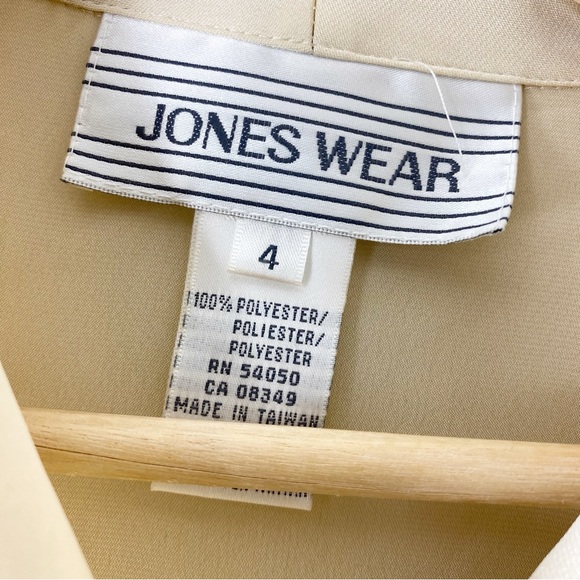 JONES WEAR
4
100% POLYESTER/
POLIESTER/
POLYESTER
RN 54050
CA 08349
MADE IN TAIWAN